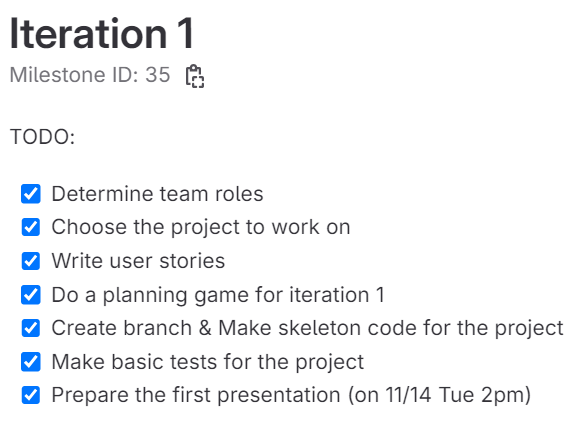 Iteration 1
Milestone ID: 35
TODO:
Determine team roles
Choose the project to work on
Write user stories
Do a planning game for iteration 1
Create branch & Make skeleton code for the project
Make basic tests for the project
Prepare the first presentation (on 11/14 Tue 2pm)